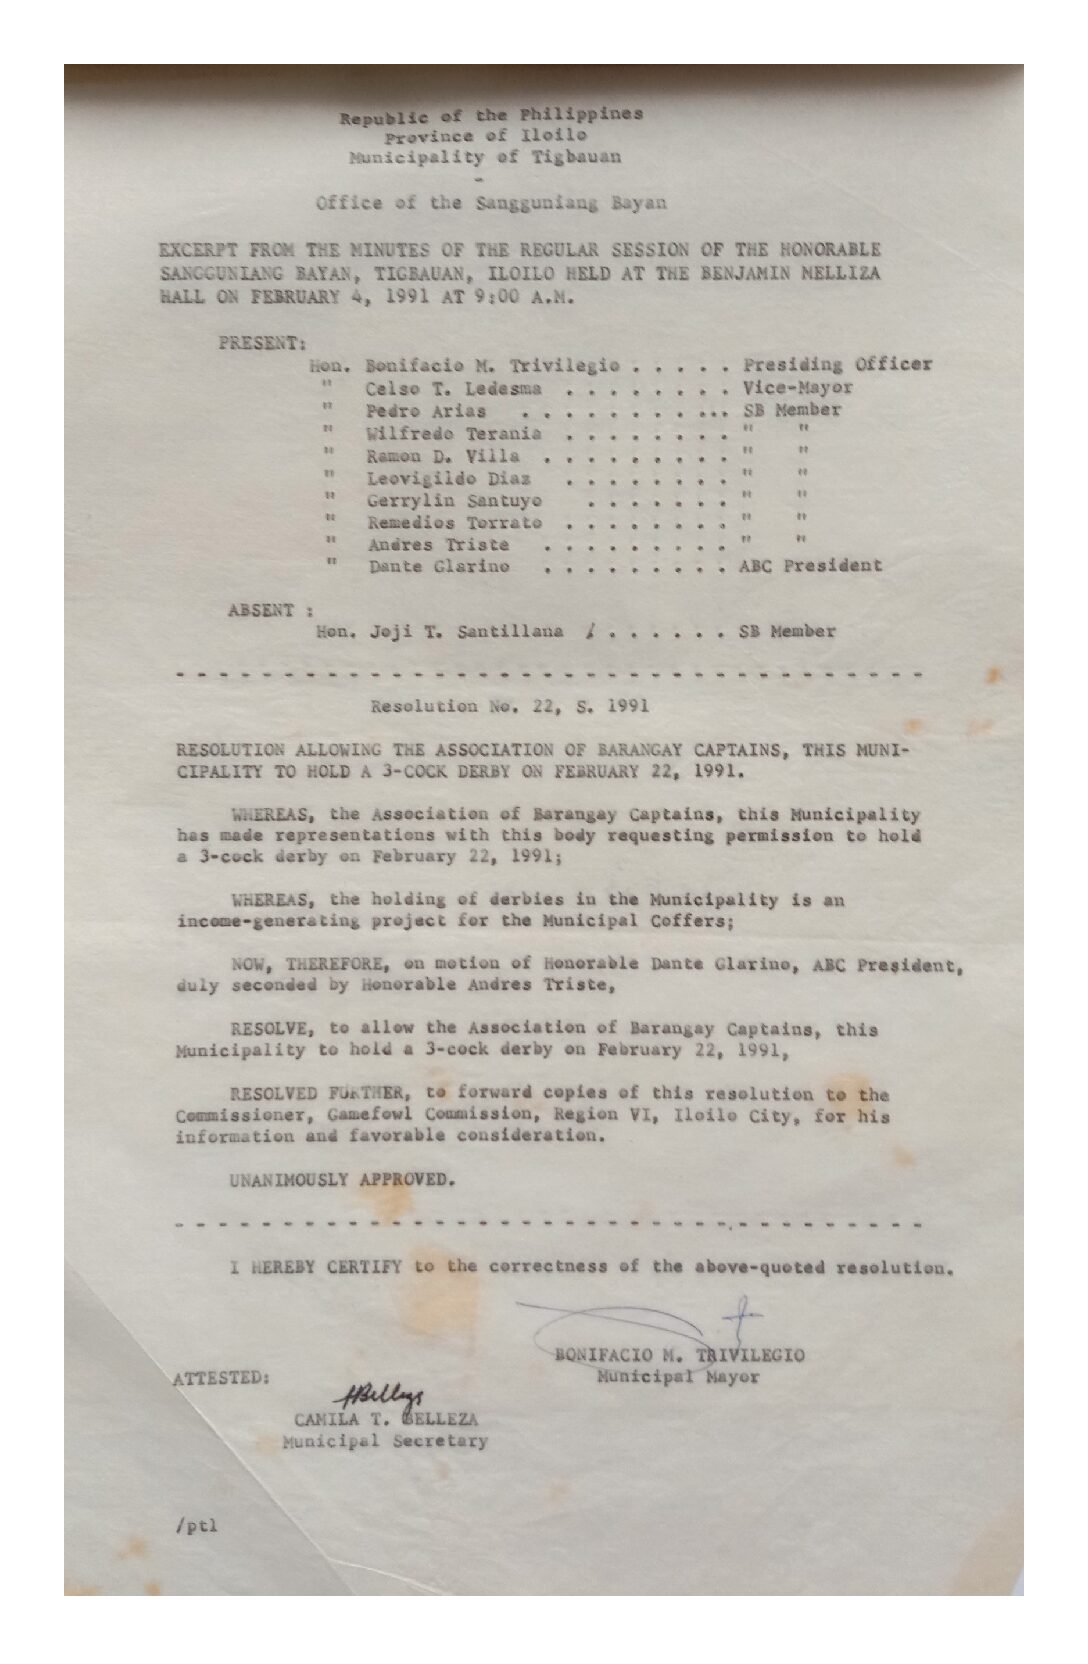 Republic of the Philippines
Province of Iloilo
Municipality of Tigbauan
-
Office of the Sangguniang Bayan
EXCERPT FROM THE MINUTES OF THE REGULAR SESSION OF THE HONORABLE
SANGGUNIANG BAYAN, TIGBAUAN, ILOILO HELD AT THE BENJAMIN MELLIZA
HALL ON FEBRUARY 4, 1991 AT 9:00 A.M.
PRESENT:
Hon. Bonifacio M. Trivilegio . . . . . Presiding Officer
" Celso T. Ledesma . . . . . . . . Vice-Mayor
" Pedro Arias . . . . . . . . . ... SB Member
" Wilfredo Terania . . . . . . . . " "
" Ramon D. Villa . . . . . . . . . " "
" Leovigildo Diaz . . . . . . . . " "
" Gerrylin Santuyo . . . . . . . " "
" Remedios Torrato . . . . . . . . " "
" Andres Triste . . . . . . . . . " "
" Dante Glarino . . . . . . . . . ABC President
ABSENT :
Hon. Joji T. Santillana /. . . . . . SB Member
- - - - - - - - - - - - - - - - - - - - - - - - - - - - - - - - - - -
Resolution No. 22, S. 1991
RESOLUTION ALLOWING THE ASSOCIATION OF BARANGAY CAPTAINS, THIS MUNI-
CIPALITY TO HOLD A 3-COCK DERBY ON FEBRUARY 22, 1991.
WHEREAS, the Association of Barangay Captains, this Municipality
has made representations with this body requesting permission to hold
a 3-cock derby on February 22, 1991;
WHEREAS, the holding of derbies in the Municipality is an
income-generating project for the Municipal Coffers;
NOW, THEREFORE, on motion of Honorable Dante Glarino, ABC President,
duly seconded by Honorable Andres Triste,
RESOLVE, to allow the Association of Barangay Captains, this
Municipality to hold a 3-cock derby on February 22, 1991,
RESOLVED FURTHER, to forward copies of this resolution to the
Commissioner, Gamefowl Commission, Region VI, Iloilo City, for his
information and favorable consideration.
UNANIMOUSLY APPROVED.
- - - - - - - - - - - - - - - - - - - - - - - - - - - - - - - - - - -
I HEREBY CERTIFY to the correctness of the above-quoted resolution.
BONIFACIO M. TRIVILEGIO
Municipal Mayor
ATTESTED:
CAMILA T. BELLEZA
Municipal Secretary
/ptl